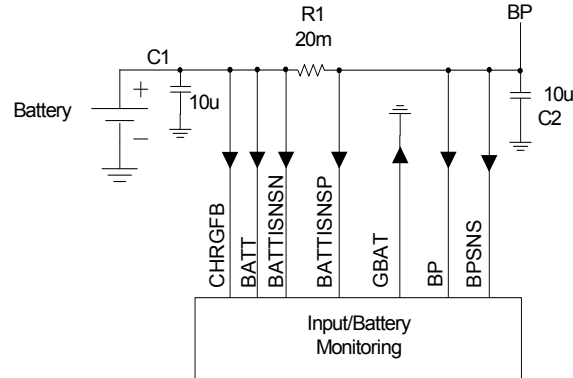 R1
20m
BP
C1
10u
10u
C2
Battery
+
−
CHRGFB
BATT
BATTISNSN
BATTISNSP
GBAT
BP
BPSNS
Input/Battery
Monitoring